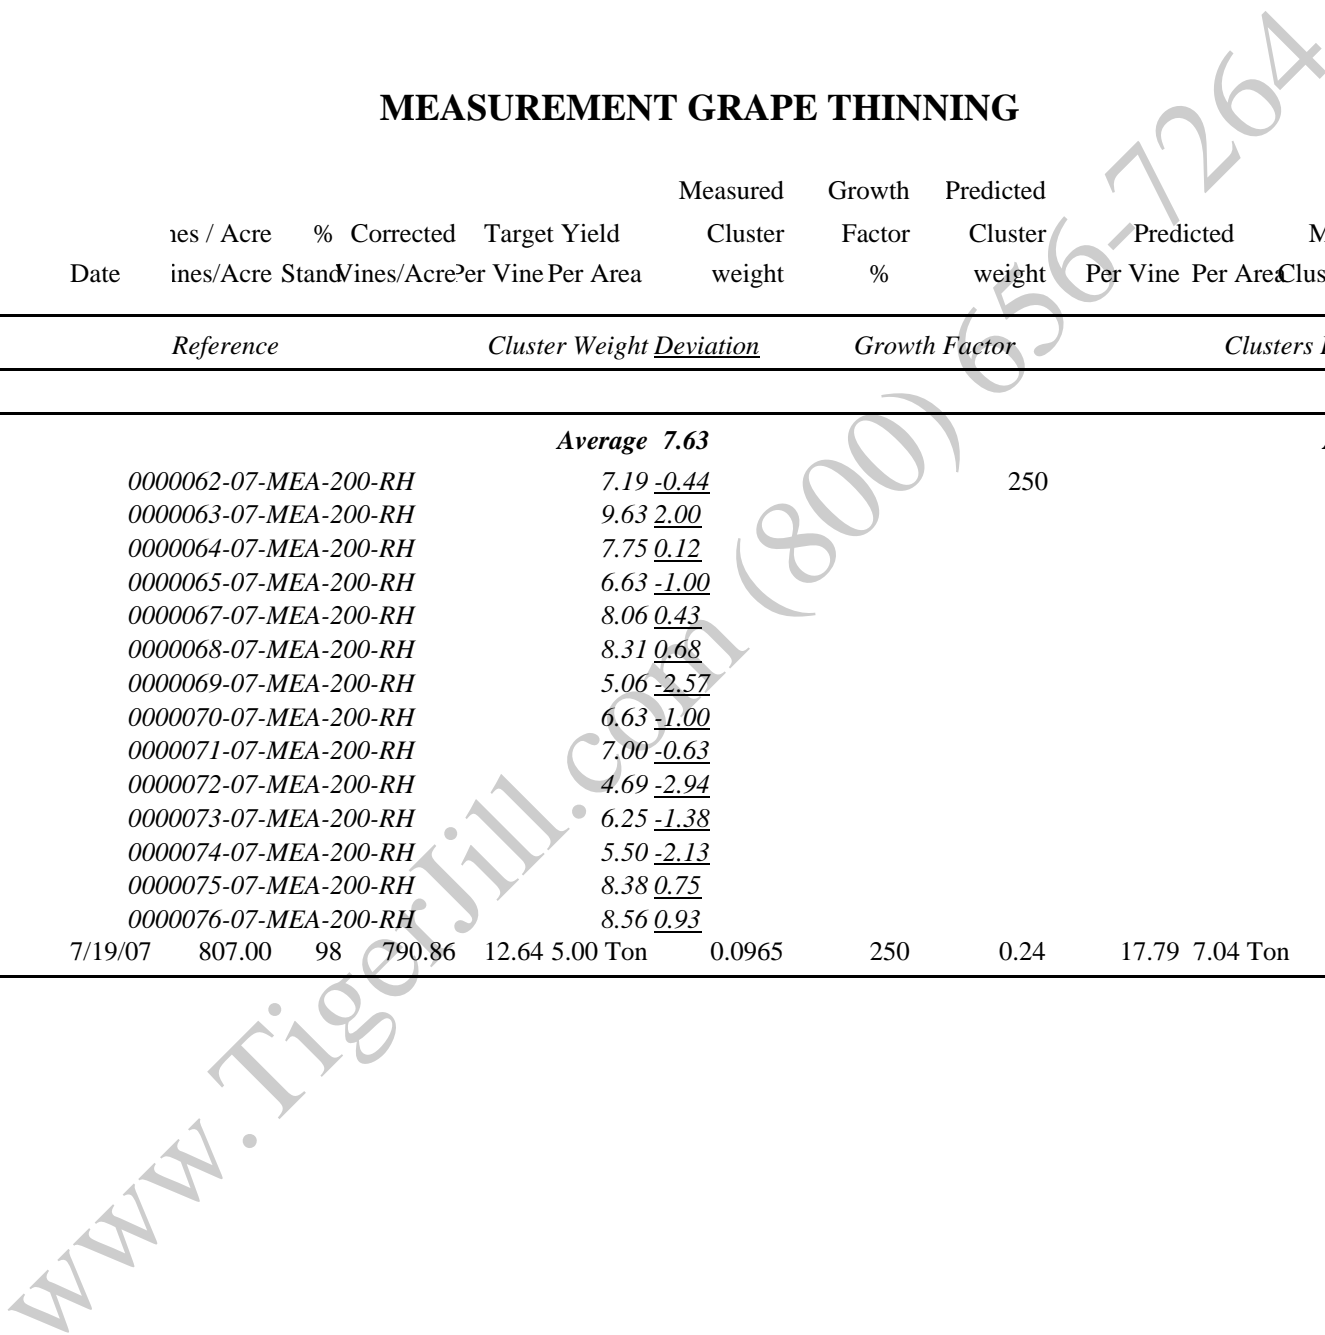 MEASUREMENT GRAPE THINNING
Measured Growth Predicted
/ Acre % Corrected Target Yield Cluster Factor Cluster Predicted
Date Stand Vines/Acre Per Vine Per Area weight % weight Per Vine Per Area
Reference Cluster Weight Deviation Growth Factor Clusters
Average 7.63
0000062-07-MEA-200-RH 7.19 -0.44 250
0000063-07-MEA-200-RH 9.63 2.00
0000064-07-MEA-200-RH 7.75 0.12
0000065-07-MEA-200-RH 6.63 -1.00
0000067-07-MEA-200-RH 8.06 0.43
0000068-07-MEA-200-RH 8.31 0.68
0000069-07-MEA-200-RH 5.06 -2.57
0000070-07-MEA-200-RH 6.63 -1.00
0000071-07-MEA-200-RH 7.00 -0.63
0000072-07-MEA-200-RH 4.69 -2.94
0000073-07-MEA-200-RH 6.25 -1.38
0000074-07-MEA-200-RH 5.50 -2.13
0000075-07-MEA-200-RH 8.38 0.75
0000076-07-MEA-200-RH 8.56 0.93
7/19/07 807.00 98 790.86 12.64 5.00 Ton 0.0965 250 0.24 17.79 7.04 Ton
www.TigerJill.com (800) 656-7264